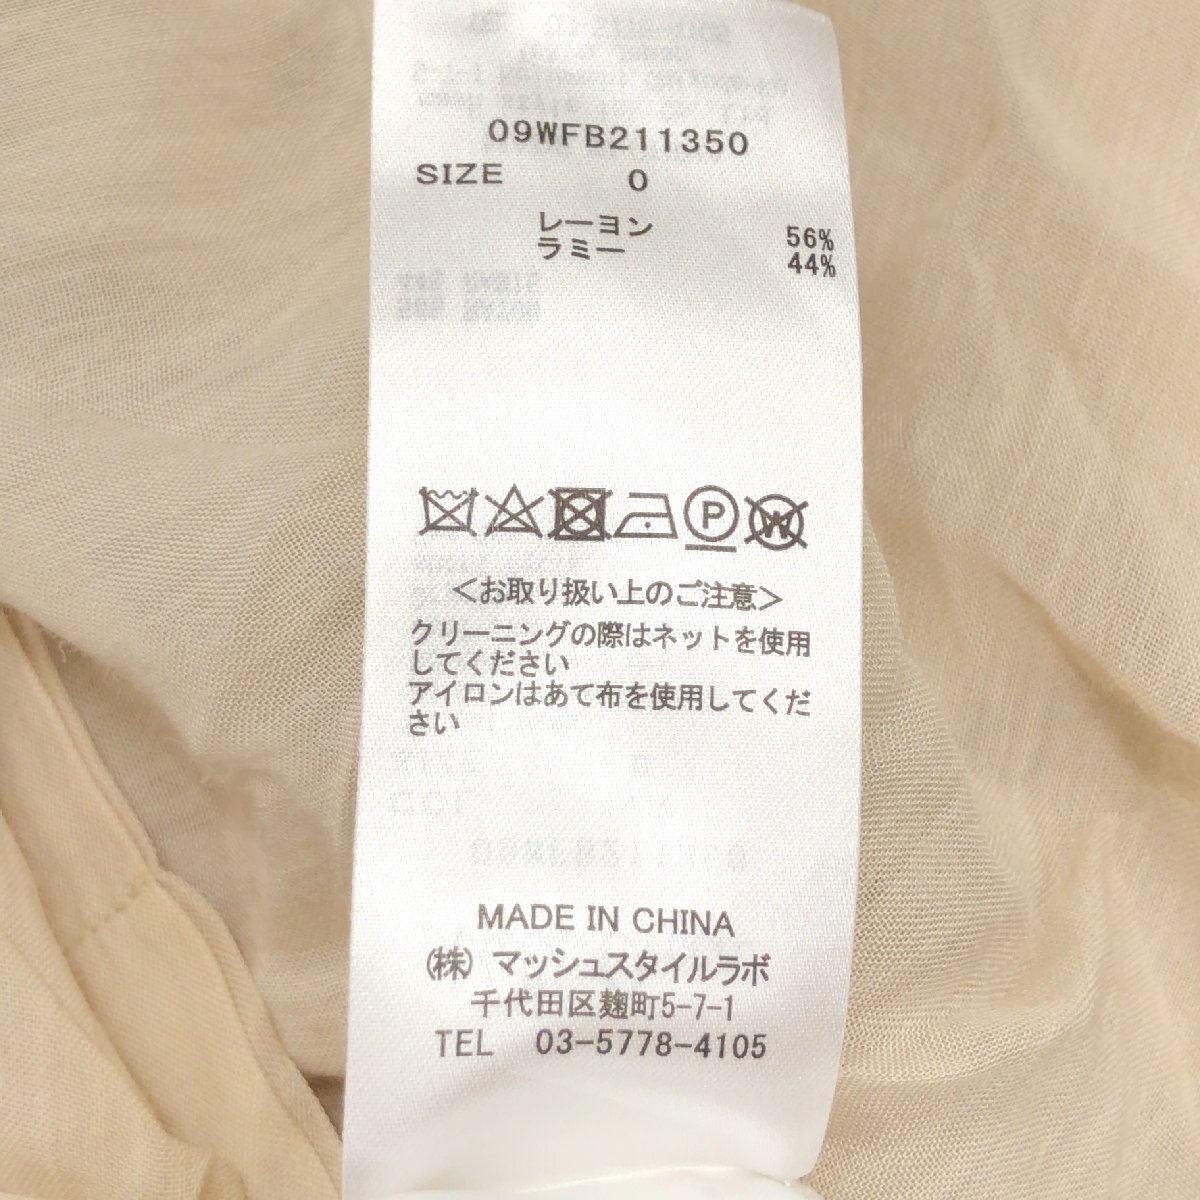 09WFB211350
SIZE 0
レーヨン 56%
ラミー 44%
P W
<お取り扱い上のご注意>
クリーニングの際はネットを使用
してください
アイロンはあて布を使用してくだ
さい
MADE IN CHINA
(株) マッシュスタイルラボ
千代田区麹町5-7-1
TEL 03-5778-4105